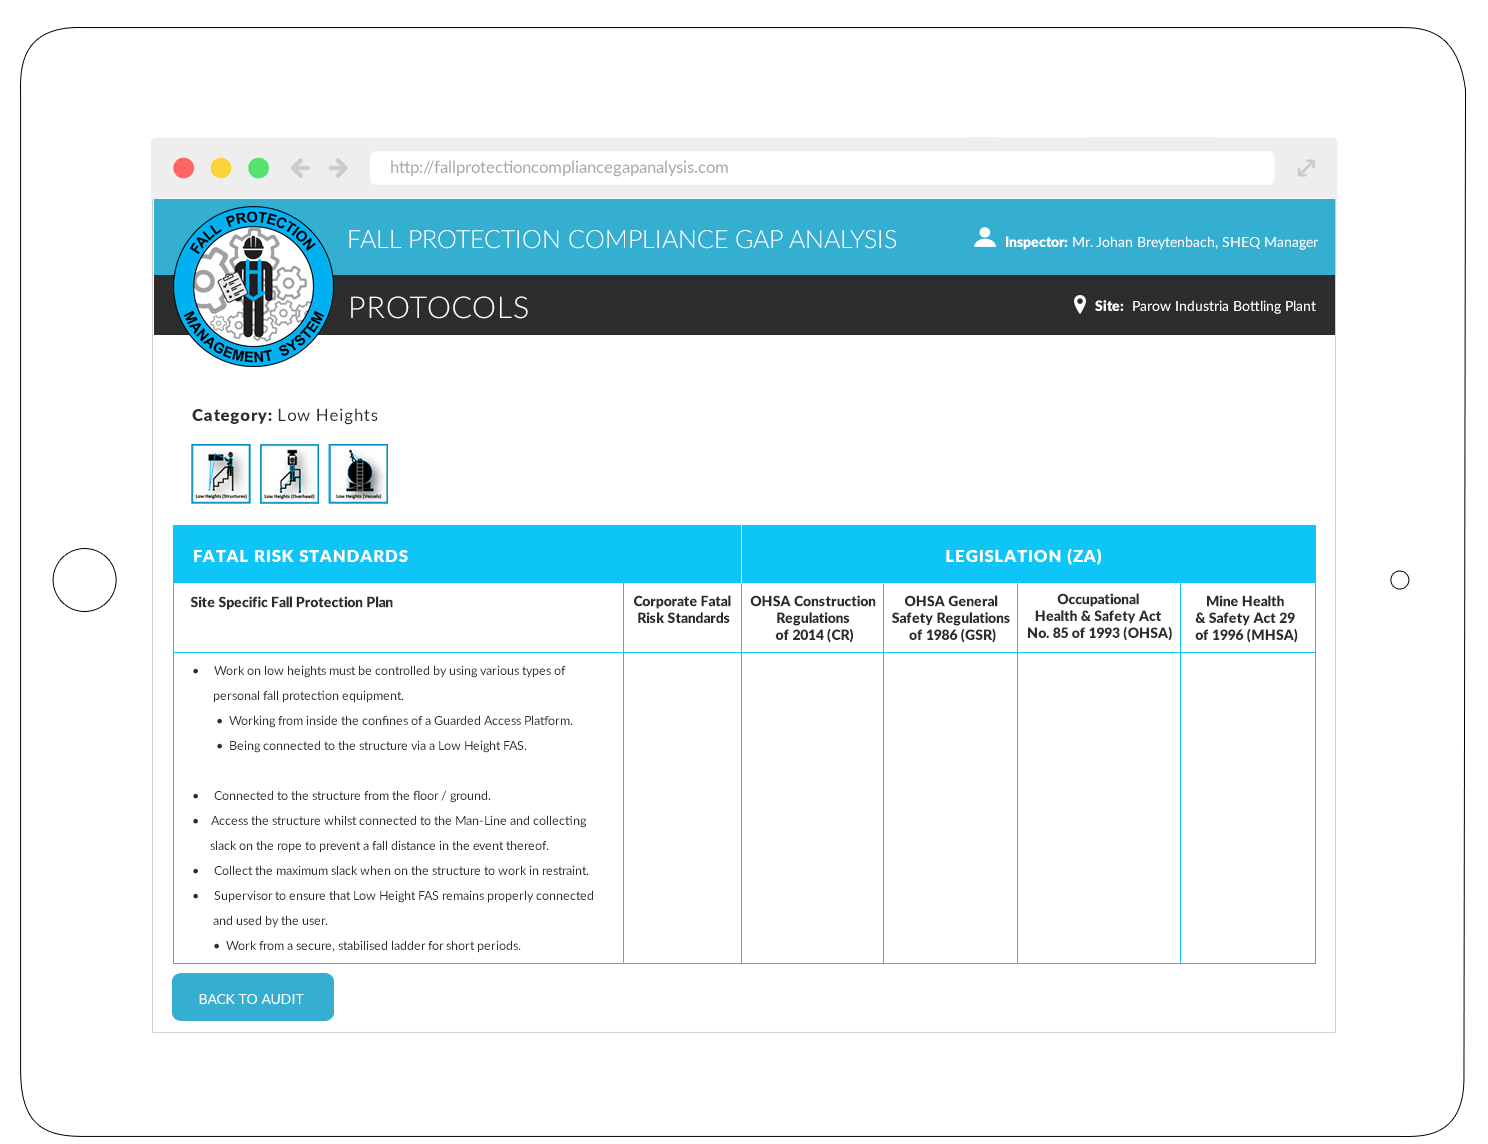 http://fallprotectioncompliancegapanalysis.com
FALL PROTECTION
MANAGEMENT SYSTEM
FALL PROTECTION COMPLIANCE GAP ANALYSIS
Inspector: Mr. Johan Breytenbach, SHEQ Manager
PROTOCOLS
Site: Parow Industria Bottling Plant
Category: Low Heights
Low Heights (Structures)
Low Heights (Overhead)
Low Heights (Vessels)
FATAL RISK STANDARDS
LEGISLATION (ZA)
Site Specific Fall Protection Plan
Corporate Fatal
Risk Standards
OHSA Construction
Regulations
of 2014 (CR)
OHSA General
Safety Regulations
of 1986 (GSR)
Occupational
Health & Safety Act
No. 85 of 1993 (OHSA)
Mine Health
& Safety Act 29
of 1996 (MHSA)
• Work on low heights must be controlled by using various types of
personal fall protection equipment.
• Working from inside the confines of a Guarded Access Platform.
• Being connected to the structure via a Low Height FAS.
• Connected to the structure from the floor / ground.
• Access the structure whilst connected to the Man-Line and collecting
slack on the rope to prevent a fall distance in the event thereof.
• Collect the maximum slack when on the structure to work in restraint.
• Supervisor to ensure that Low Height FAS remains properly connected
and used by the user.
• Work from a secure, stabilised ladder for short periods.
BACK TO AUDIT